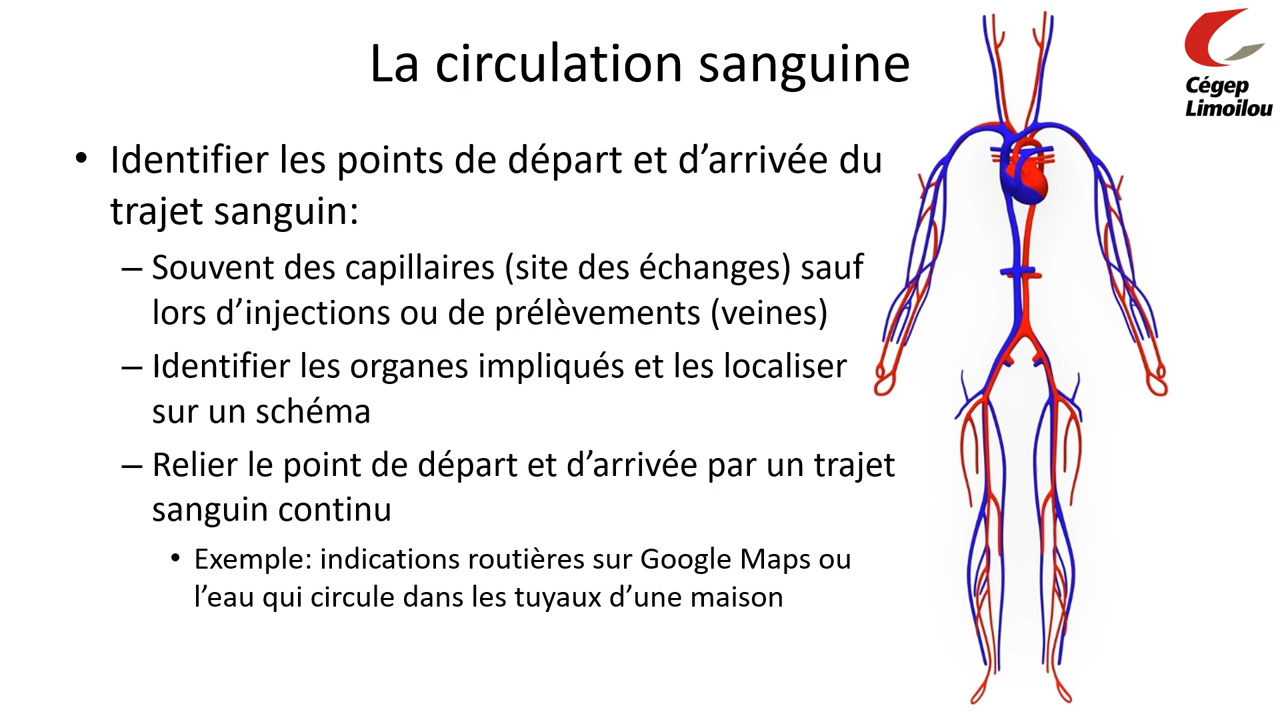 La circulation sanguine
Cégep
Limoilou
• Identifier les points de départ et d’arrivée du
trajet sanguin:
– Souvent des capillaires (site des échanges) sauf
lors d’injections ou de prélèvements (veines)
– Identifier les organes impliqués et les localiser
sur un schéma
– Relier le point de départ et d’arrivée par un trajet
sanguin continu
• Exemple: indications routières sur Google Maps ou
l’eau qui circule dans les tuyaux d’une maison